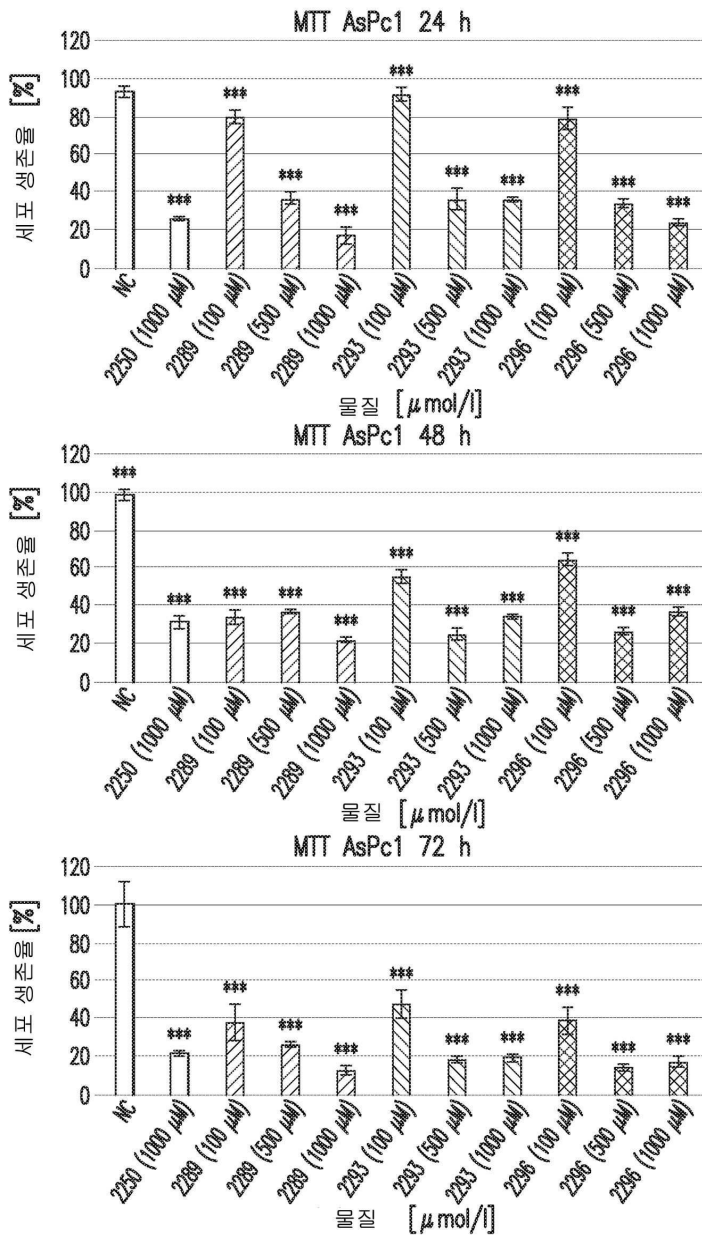 MTT AsPc1 24 h
세포 생존율 [%]
120
100
80
60
40
20
0
*** *** *** *** *** *** *** *** *** ***
NC
2250 (1000 μM)
2289 (100 μM)
2289 (500 μM)
2289 (1000 μM)
2293 (100 μM)
2293 (500 μM)
2293 (1000 μM)
2296 (100 μM)
2296 (500 μM)
2296 (1000 μM)
물질 [μmol/l]
MTT AsPc1 48 h
세포 생존율 [%]
120
100
80
60
40
20
0
*** *** *** *** *** *** *** *** *** *** ***
NC
2250 (1000 μM)
2289 (100 μM)
2289 (500 μM)
2289 (1000 μM)
2293 (100 μM)
2293 (500 μM)
2293 (1000 μM)
2296 (100 μM)
2296 (500 μM)
2296 (1000 μM)
물질 [μmol/l]
MTT AsPc1 72 h
세포 생존율 [%]
120
100
80
60
40
20
0
*** *** *** *** *** *** *** *** *** ***
NC
2250 (1000 μM)
2289 (100 μM)
2289 (500 μM)
2289 (1000 μM)
2293 (100 μM)
2293 (500 μM)
2293 (1000 μM)
2296 (100 μM)
2296 (500 μM)
2296 (1000 μM)
물질 [μmol/l]